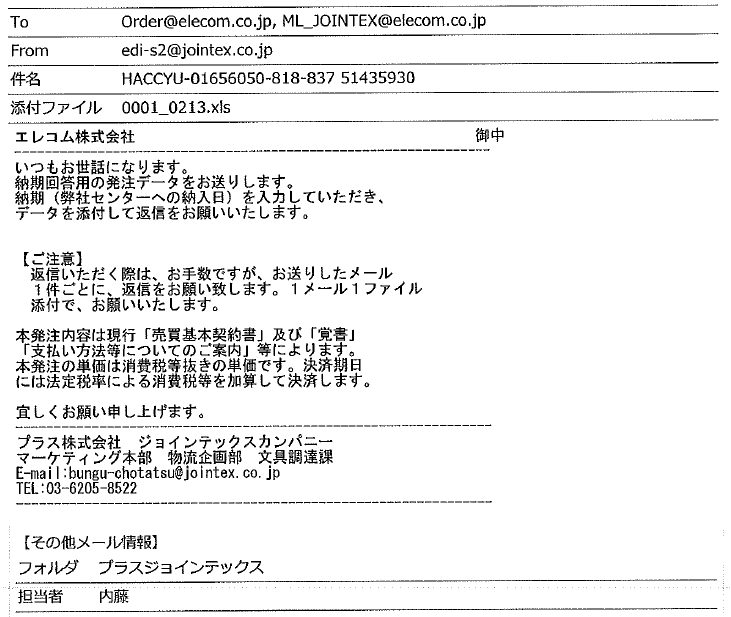 To Order@elecom.co.jp, ML_JOINTEX@elecom.co.jp
From edi-s2@jointex.co.jp
件名 HACCYU-01656050-818-837 51435930
添付ファイル 0001_0213.xls
エレコム株式会社 御中
いつもお世話になります。
納期回答用の発注データをお送りします。
納期（弊社センターへの納入日）を入力していただき、
データを添付して返信をお願いいたします。
【ご注意】
返信いただく際は、お手数ですが、お送りしたメール
１件ごとに、返信をお願い致します。１メール１ファイル
添付で、お願いいたします。
本発注内容は現行「売買基本契約書」及び「覚書」
「支払い方法等についてのご案内」等によります。
本発注の単価は消費税等抜きの単価です。決済期日
には法定税率による消費税等を加算して決済します。
宜しくお願い申し上げます。
プラス株式会社　ジョインテックスカンパニー
マーケティング本部　物流企画部　文具調達課
E-mail:bungu-chotatsu@jointex.co.jp
TEL:03-6205-8522
【その他メール情報】
フォルダ プラスジョインテックス
担当者 内藤